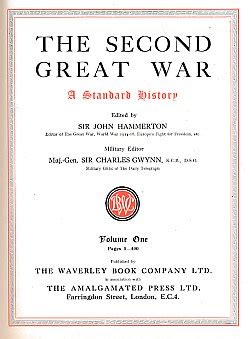 THE SECOND
GREAT WAR
A Standard History
Edited by
SIR JOHN HAMMERTON
Editor of The Great War, World War 1914-18, Europe's Fight for Freedom, etc.
Military Editor
Maj.-Gen. SIR CHARLES GWYNN, K.C.B., D.S.O.
Military Critic of The Daily Telegraph
Volume One
Pages 1—400
Published by
THE WAVERLEY BOOK COMPANY LTD.
in association with
THE AMALGAMATED PRESS LTD.
Farringdon Street, London, E.C.4.